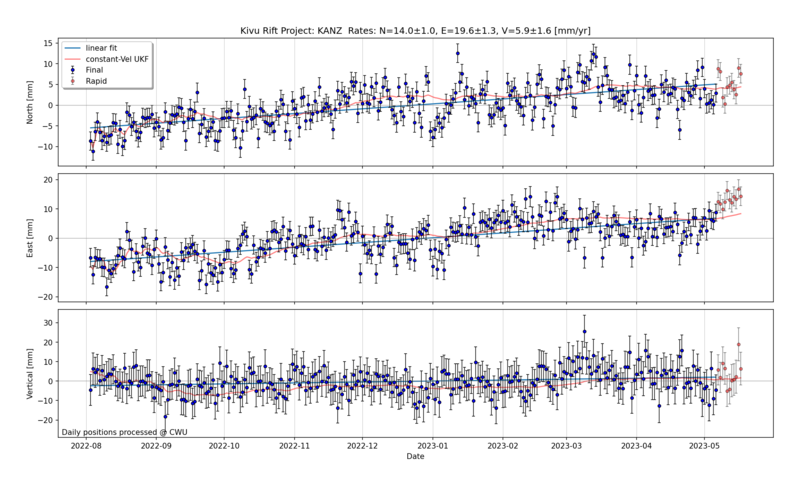 Kivu Rift Project: KANZ  Rates: N=14.0±1.0, E=19.6±1.3, V=5.9±1.6 [mm/yr]
linear fit
constant-Vel UKF
Final
Rapid
North [mm]
15
10
5
0
−5
−10
East [mm]
20
10
0
−10
−20
Vertical [mm]
30
20
10
0
−10
−20
Daily positions processed @ CWU
2022-08
2022-09
2022-10
2022-11
2022-12
2023-01
2023-02
2023-03
2023-04
2023-05
Date